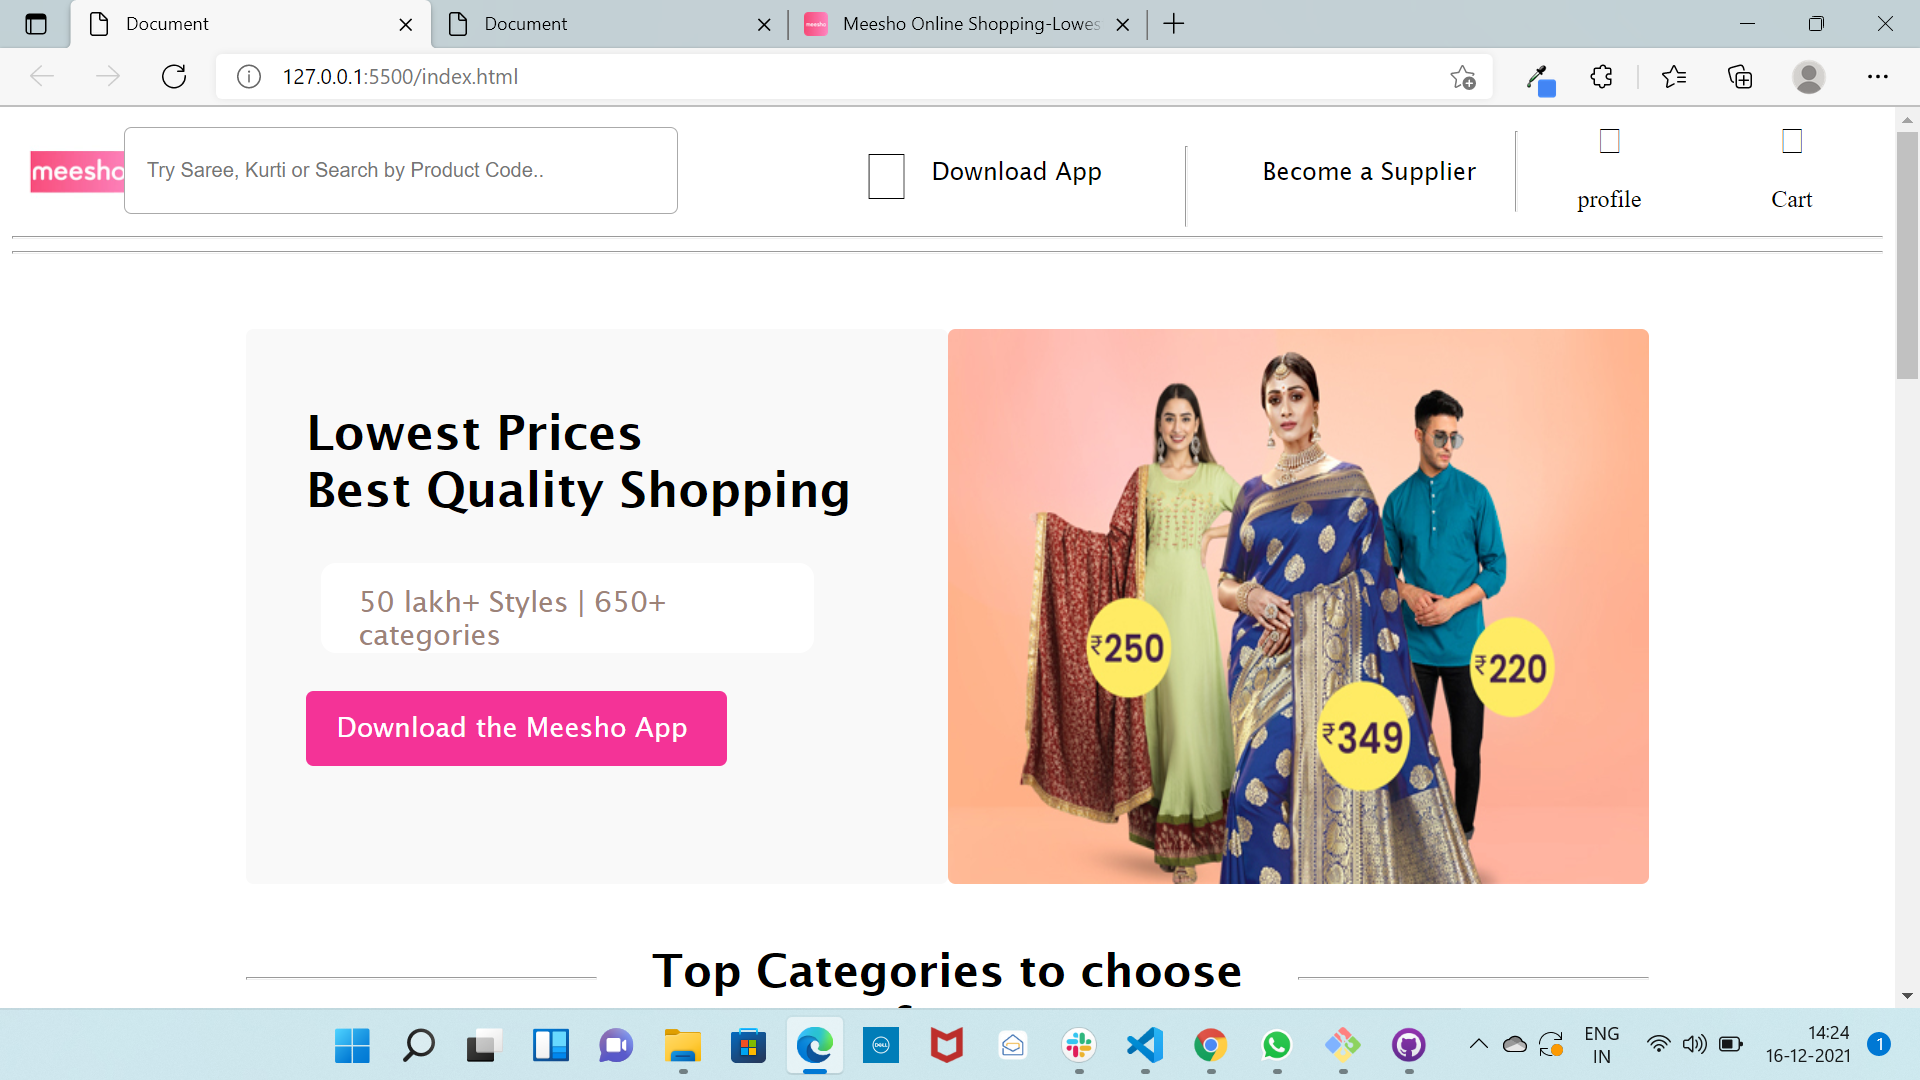 Document
Document
Meesho Online Shopping-Lowes
127.0.0.1:5500/index.html
meesho
Try Saree, Kurti or Search by Product Code..
Download App
Become a Supplier
profile
Cart
Lowest Prices
Best Quality Shopping
50 lakh+ Styles | 650+
categories
Download the Meesho App
₹250
₹349
₹220
Top Categories to choose
DELL
ENG
IN
14:24
16-12-2021
1